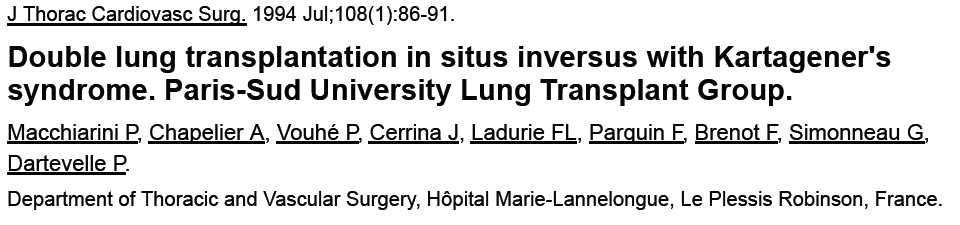 J Thorac Cardiovasc Surg. 1994 Jul;108(1):86-91.
Double lung transplantation in situs inversus with Kartagener's
syndrome. Paris-Sud University Lung Transplant Group.
Macchiarini P, Chapelier A, Vouhé P, Cerrina J, Ladurie FL, Parquin F, Brenot F, Simonneau G,
Dartevelle P.
Department of Thoracic and Vascular Surgery, Hôpital Marie-Lannelongue, Le Plessis Robinson, France.